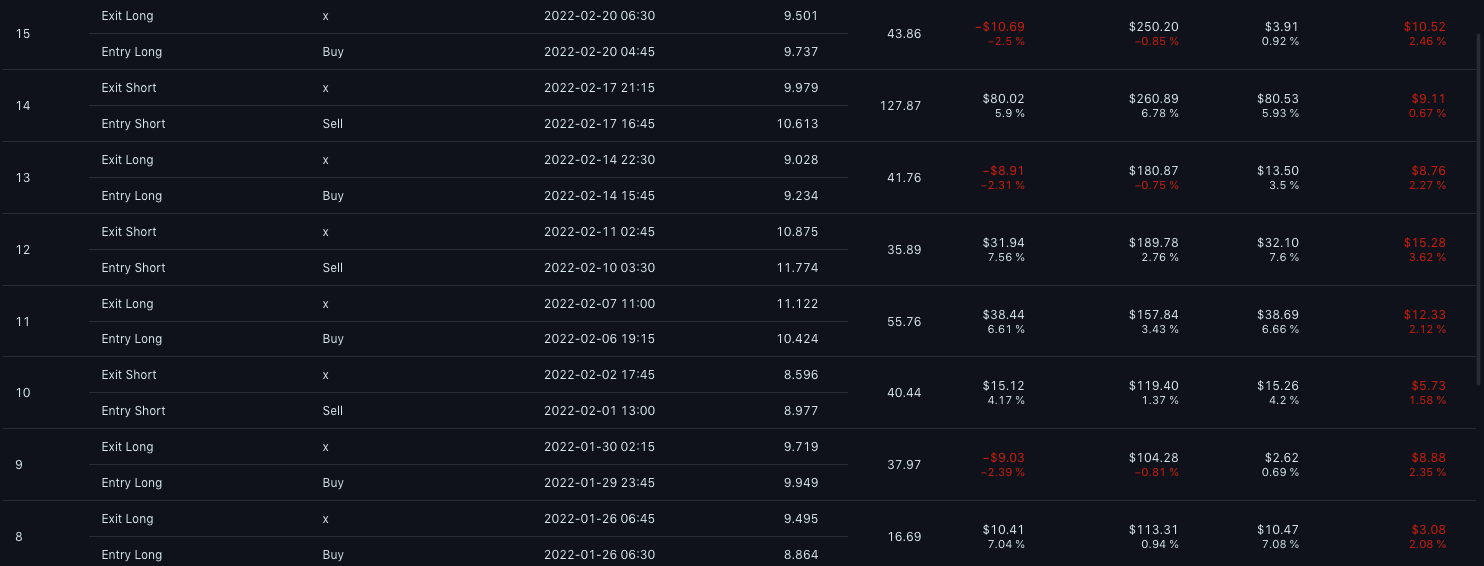 Exit Long x 2022-02-20 06:30 9.501
15 43.86 −$10.69 $250.20 $3.91 $10.52
−2.5 % −0.85 % 0.92 % 2.46 %
Entry Long Buy 2022-02-20 04:45 9.737
Exit Short x 2022-02-17 21:15 9.979
14 127.87 $80.02 $260.89 $80.53 $9.11
5.9 % 6.78 % 5.93 % 0.67 %
Entry Short Sell 2022-02-17 16:45 10.613
Exit Long x 2022-02-14 22:30 9.028
13 41.76 −$8.91 $180.87 $13.50 $8.76
−2.31 % −0.75 % 3.5 % 2.27 %
Entry Long Buy 2022-02-14 15:45 9.234
Exit Short x 2022-02-11 02:45 10.875
12 35.89 $31.94 $189.78 $32.10 $15.28
7.56 % 2.76 % 7.6 % 3.62 %
Entry Short Sell 2022-02-10 03:30 11.774
Exit Long x 2022-02-07 11:00 11.122
11 55.76 $38.44 $157.84 $38.69 $12.33
6.61 % 3.43 % 6.66 % 2.12 %
Entry Long Buy 2022-02-06 19:15 10.424
Exit Short x 2022-02-02 17:45 8.596
10 40.44 $15.12 $119.40 $15.26 $5.73
4.17 % 1.37 % 4.2 % 1.58 %
Entry Short Sell 2022-02-01 13:00 8.977
Exit Long x 2022-01-30 02:15 9.719
9 37.97 −$9.03 $104.28 $2.62 $8.88
−2.39 % −0.81 % 0.69 % 2.35 %
Entry Long Buy 2022-01-29 23:45 9.949
Exit Long x 2022-01-26 06:45 9.495
8 16.69 $10.41 $113.31 $10.47 $3.08
7.04 % 0.94 % 7.08 % 2.08 %
Entry Long Buy 2022-01-26 06:30 8.864